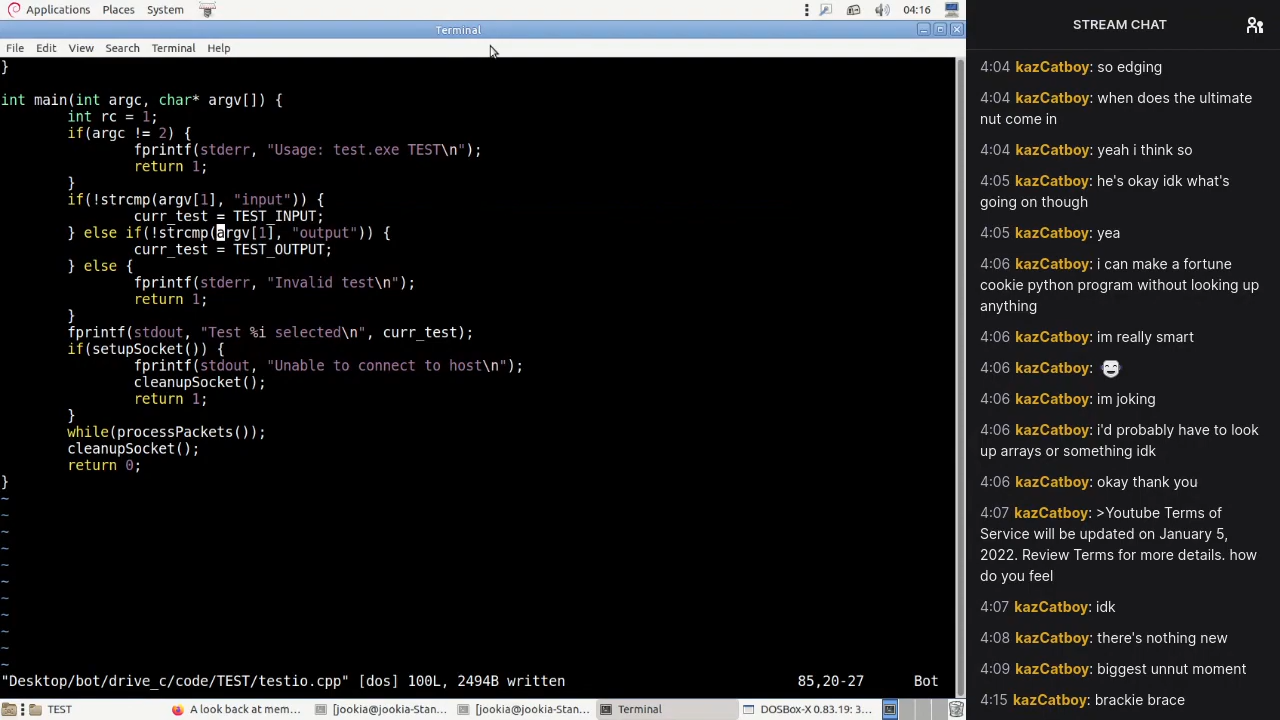 Applications Places System 04:16
Terminal
File Edit View Search Terminal Help
}
int main(int argc, char* argv[]) {
int rc = 1;
if(argc != 2) {
fprintf(stderr, "Usage: test.exe TEST\n");
return 1;
}
if(!strcmp(argv[1], "input")) {
curr_test = TEST_INPUT;
} else if(!strcmp(argv[1], "output")) {
curr_test = TEST_OUTPUT;
} else {
fprintf(stderr, "Invalid test\n");
return 1;
}
fprintf(stdout, "Test %i selected\n", curr_test);
if(setupSocket()) {
fprintf(stdout, "Unable to connect to host\n");
cleanupSocket();
return 1;
}
while(processPackets());
cleanupSocket();
return 0;
}
~
~
~
~
~
~
~
~
~
~
~
"Desktop/bot/drive_c/code/TEST/testio.cpp" [dos] 100L, 2494B written 85,20-27 Bot
TEST A look back at mem... [jookia@jookia-Stan... [jookia@jookia-Stan... Terminal DOSBox-X 0.83.19: 3...
STREAM CHAT
4:04 kazCatboy: so edging
4:04 kazCatboy: when does the ultimate
nut come in
4:04 kazCatboy: yeah i think so
4:05 kazCatboy: he's okay idk what's
going on though
4:05 kazCatboy: yea
4:06 kazCatboy: i can make a fortune
cookie python program without looking up
anything
4:06 kazCatboy: im really smart
4:06 kazCatboy:
4:06 kazCatboy: im joking
4:06 kazCatboy: i'd probably have to look
up arrays or something idk
4:06 kazCatboy: okay thank you
4:07 kazCatboy: >Youtube Terms of
Service will be updated on January 5,
2022. Review Terms for more details. how
do you feel
4:07 kazCatboy: idk
4:08 kazCatboy: there's nothing new
4:09 kazCatboy: biggest unnut moment
4:15 kazCatboy: brackie brace